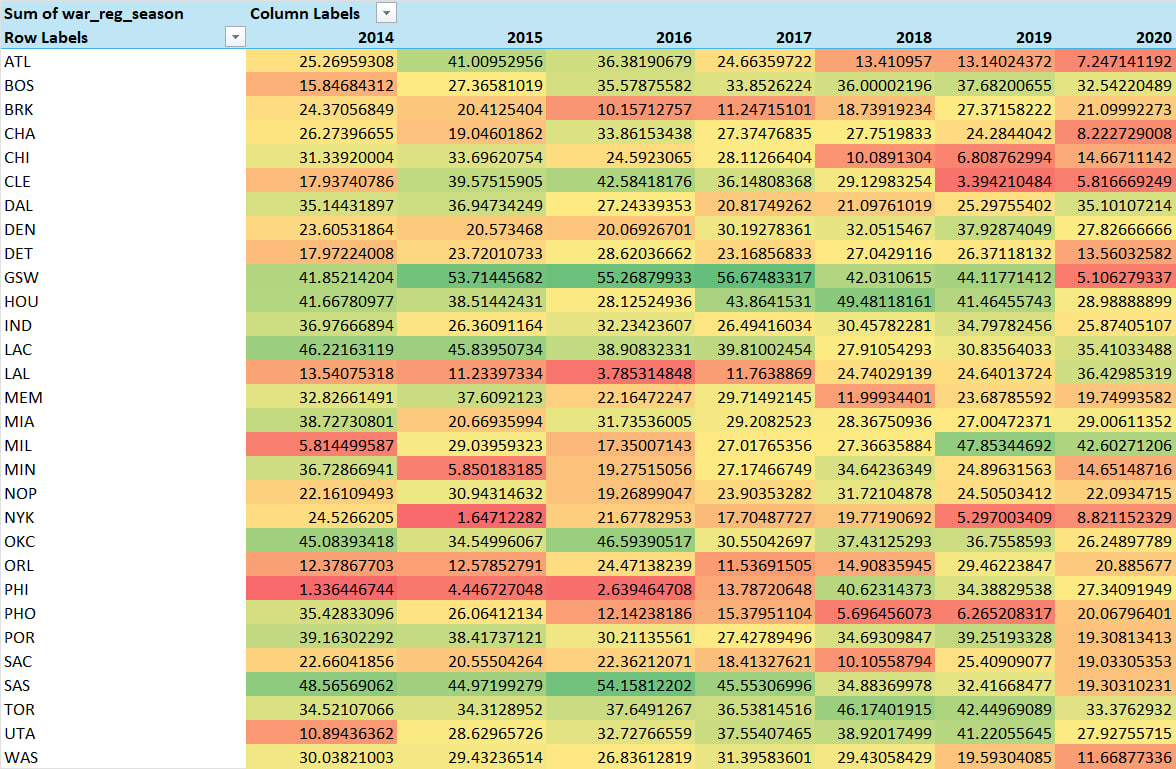 Sum of war_reg_season Column Labels
Row Labels 2014 2015 2016 2017 2018 2019 2020
ATL 25.26959308 41.00952956 36.38190679 24.66359722 13.410957 13.14024372 7.247141192
BOS 15.84684312 27.36581019 35.57875582 33.8526224 36.00002196 37.68200655 32.54220489
BRK 24.37056849 20.4125404 10.15712757 11.24715101 18.73919234 27.37158222 21.09992273
CHA 26.27396655 19.04601862 33.86153438 27.37476835 27.7519833 24.2844042 8.222729008
CHI 31.33920004 33.69620754 24.5923065 28.11266404 10.0891304 6.808762994 14.66711142
CLE 17.93740786 39.57515905 42.58418176 36.14808368 29.12983254 3.394210484 5.816669249
DAL 35.14431897 36.94734249 27.24339353 20.81749262 21.09761019 25.29755402 35.10107214
DEN 23.60531864 20.573468 20.06926701 30.19278361 32.0515467 37.92874049 27.82666666
DET 17.97224008 23.72010733 28.62036662 23.16856833 27.0429116 26.37118132 13.56032582
GSW 41.85214204 53.71445682 55.26879933 56.67483317 42.0310615 44.11771412 5.106279337
HOU 41.66780977 38.51442431 28.12524936 43.8641531 49.48118161 41.46455743 28.98888899
IND 36.97666894 26.36091164 32.23423607 26.49416034 30.45782281 34.79782456 25.87405107
LAC 46.22163119 45.83950734 38.90832331 39.81002454 27.91054293 30.83564033 35.41033488
LAL 13.54075318 11.23397334 3.785314848 11.7638869 24.74029139 24.64013724 36.42985319
MEM 32.82661491 37.6092123 22.16472247 29.71492145 11.99934401 23.68785592 19.74993582
MIA 38.72730801 20.66935994 31.73536005 29.2082523 28.36750936 27.00472371 29.00611352
MIL 5.814499587 29.03959323 17.35007143 27.01765356 27.36635884 47.85344692 42.60271206
MIN 36.72866941 5.850183185 19.27515056 27.17466749 34.64236349 24.89631563 14.65148716
NOP 22.16109493 30.94314632 19.26899047 23.90353282 31.72104878 24.50503412 22.0934715
NYK 24.5266205 1.64712282 21.67782953 17.70487727 19.77190692 5.297003409 8.821152329
OKC 45.08393418 34.54996067 46.59390517 30.55042697 37.43125293 36.7558593 26.24897789
ORL 12.37867703 12.57852791 24.47138239 11.53691505 14.90835945 29.46223847 20.885677
PHI 1.336446744 4.446727048 2.639464708 13.78720648 40.62314373 34.38829538 27.34091949
PHO 35.42833096 26.06412134 12.14238186 15.37951104 5.696456073 6.265208317 20.06796401
POR 39.16302292 38.41737121 30.21135561 27.42789496 34.69309847 39.25193328 19.30813413
SAC 22.66041856 20.55504264 22.36212071 18.41327621 10.10558794 25.40909077 19.03305353
SAS 48.56569062 44.97199279 54.15812202 45.55306996 34.88369978 32.41668477 19.30310231
TOR 34.52107066 34.3128952 37.6491267 36.53814516 46.17401915 42.44969089 33.3762932
UTA 10.89436362 28.62965726 32.72766559 37.55407465 38.92017499 41.22055645 27.92755715
WAS 30.03821003 29.43236514 26.83612819 31.39583601 29.43058429 19.59304085 11.66877336